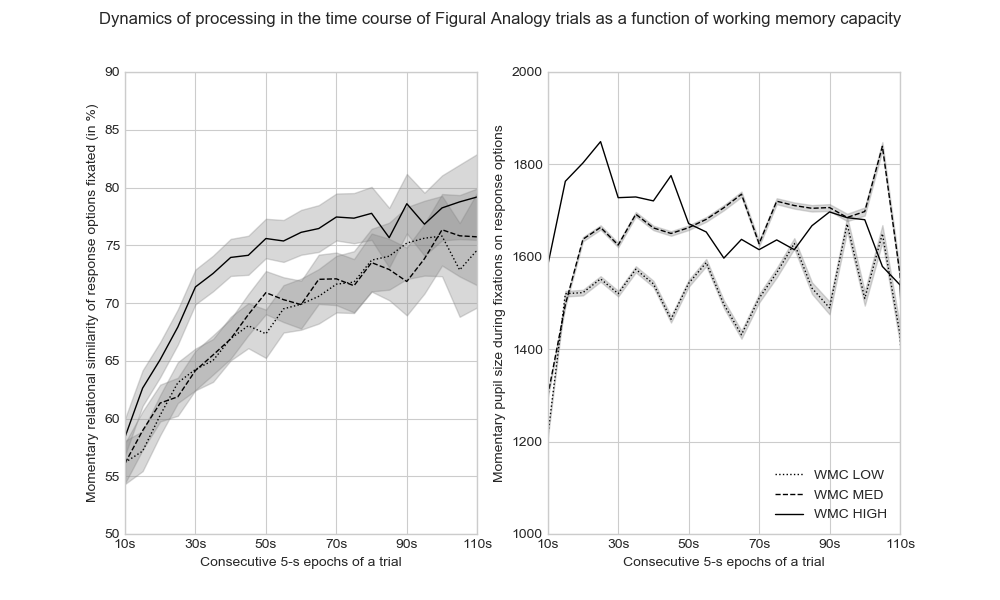 Dynamics of processing in the time course of Figural Analogy trials as a function of working memory capacity
Momentary relational similarity of response options fixated (in %)
90
85
80
75
70
65
60
55
50
10s 30s 50s 70s 90s 110s
Consecutive 5-s epochs of a trial
Momentary pupil size during fixations on response options
2000
1800
1600
1400
1200
1000
WMC LOW
WMC MED
WMC HIGH
10s 30s 50s 70s 90s 110s
Consecutive 5-s epochs of a trial